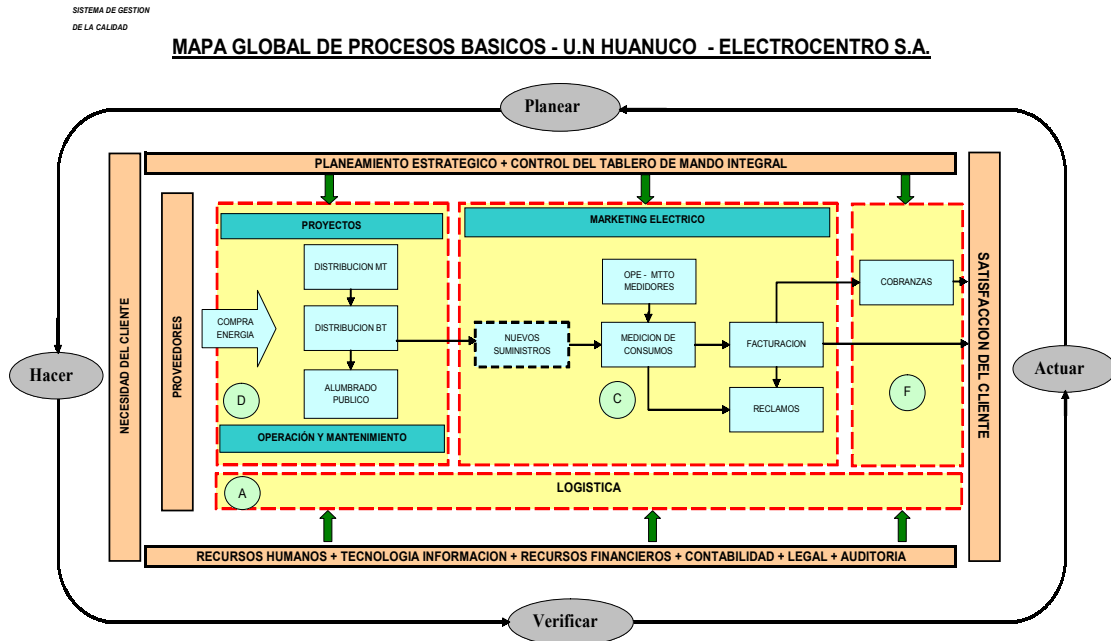 SISTEMA DE GESTION
DE LA CALIDAD
MAPA GLOBAL DE PROCESOS BASICOS - U.N HUANUCO - ELECTROCENTRO S.A.
Planear
PLANEAMIENTO ESTRATEGICO + CONTROL DEL TABLERO DE MANDO INTEGRAL
NECESIDAD DEL CLIENTE
PROVEEDORES
PROYECTOS
DISTRIBUCION MT
COMPRA
ENERGIA
DISTRIBUCION BT
ALUMBRADO
PUBLICO
D
OPERACIÓN Y MANTENIMIENTO
MARKETING ELECTRICO
OPE - MTTO
MEDIDORES
NUEVOS
SUMINISTROS
MEDICION DE
CONSUMOS
FACTURACION
C
RECLAMOS
COBRANZAS
F
SATISFACCION DEL CLIENTE
Hacer
Actuar
A
LOGISTICA
RECURSOS HUMANOS + TECNOLOGIA INFORMACION + RECURSOS FINANCIEROS + CONTABILIDAD + LEGAL + AUDITORIA
Verificar